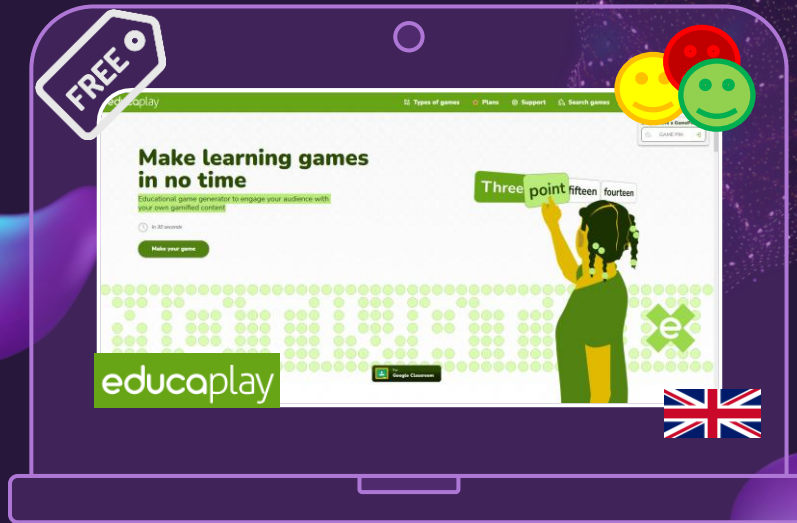 FREE
educaplay
Types of games
Plans
Support
Search games
GAME PIN
Make learning games
in no time
Educational game generator to engage your audience with
your own gamified content
In 30 seconds
Make your game
Three point fifteen fourteen
e
Google Classroom
educaplay